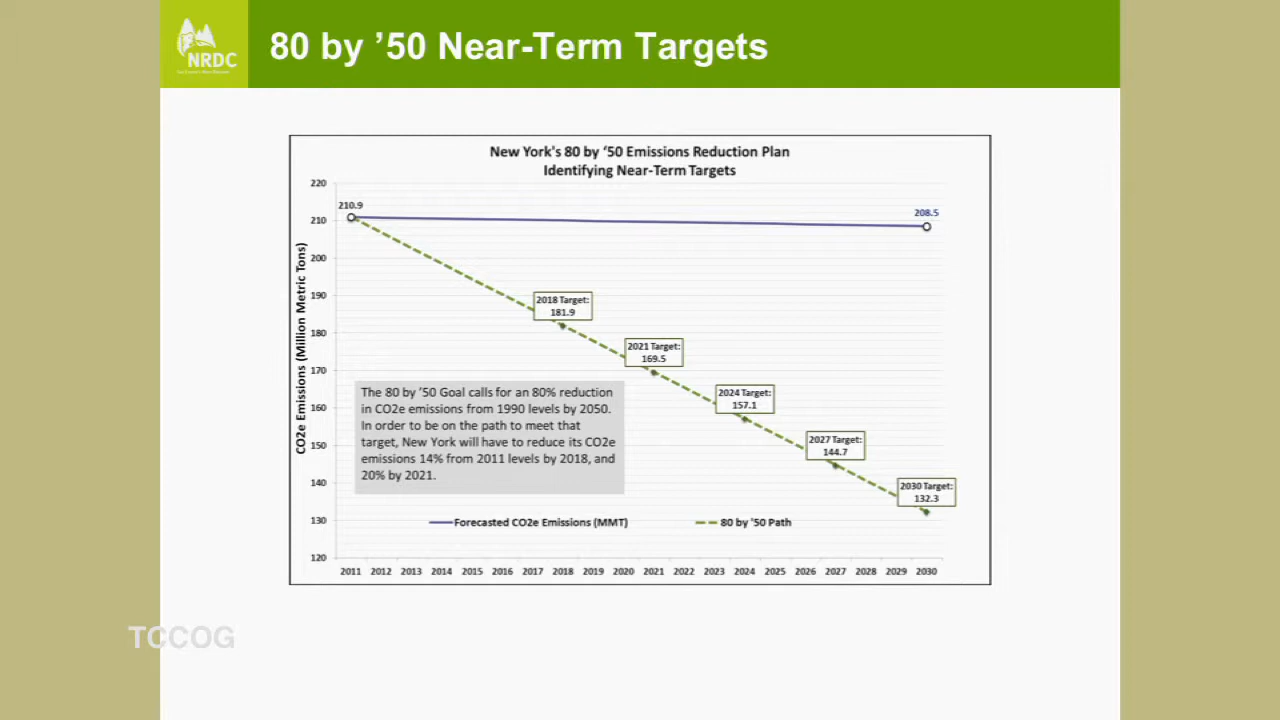 NRDC
80 by ’50 Near-Term Targets
New York's 80 by ‘50 Emissions Reduction Plan
Identifying Near-Term Targets
CO2e Emissions (Million Metric Tons)
220
210
200
190
180
170
160
150
140
130
120
210.9
208.5
2018 Target:
181.9
2021 Target:
169.5
2024 Target:
157.1
2027 Target:
144.7
2030 Target:
132.3
The 80 by ’50 Goal calls for an 80% reduction
in CO2e emissions from 1990 levels by 2050.
In order to be on the path to meet that
target, New York will have to reduce its CO2e
emissions 14% from 2011 levels by 2018, and
20% by 2021.
Forecasted CO2e Emissions (MMT) 80 by '50 Path
2011 2012 2013 2014 2015 2016 2017 2018 2019 2020 2021 2022 2023 2024 2025 2026 2027 2028 2029 2030
TCCOG